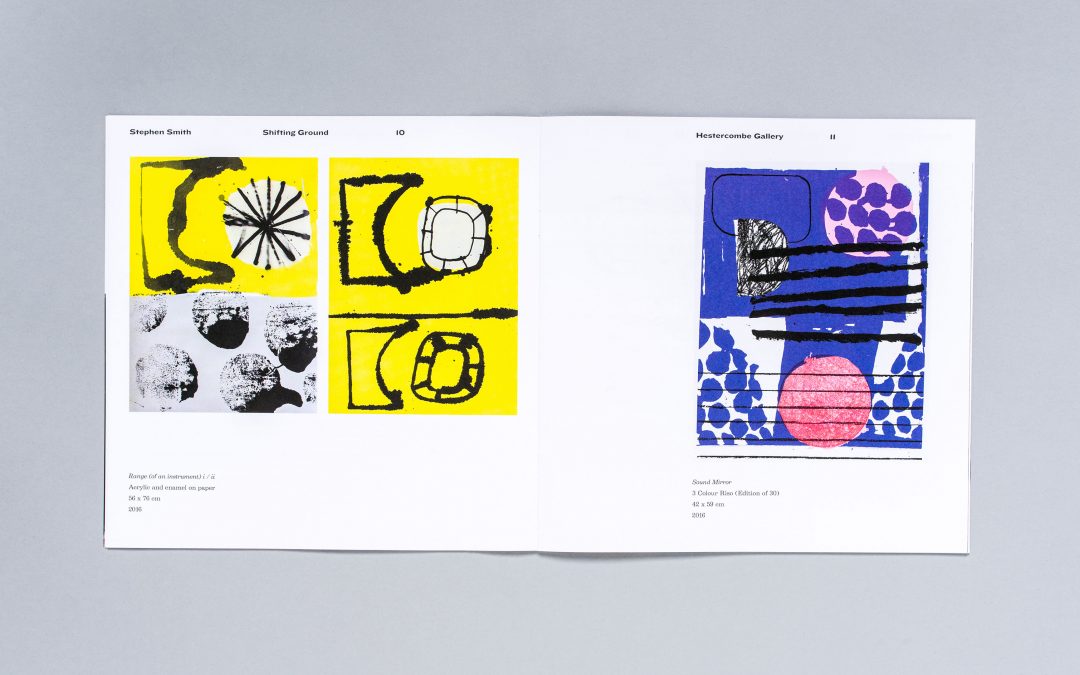 Stephen Smith Shifting Ground 10
Range (of an instrument) i / ii
Acrylic and enamel on paper
56 x 76 cm
2016
Hestercombe Gallery 11
Sound Mirror
3 Colour Riso (Edition of 30)
42 x 59 cm
2016